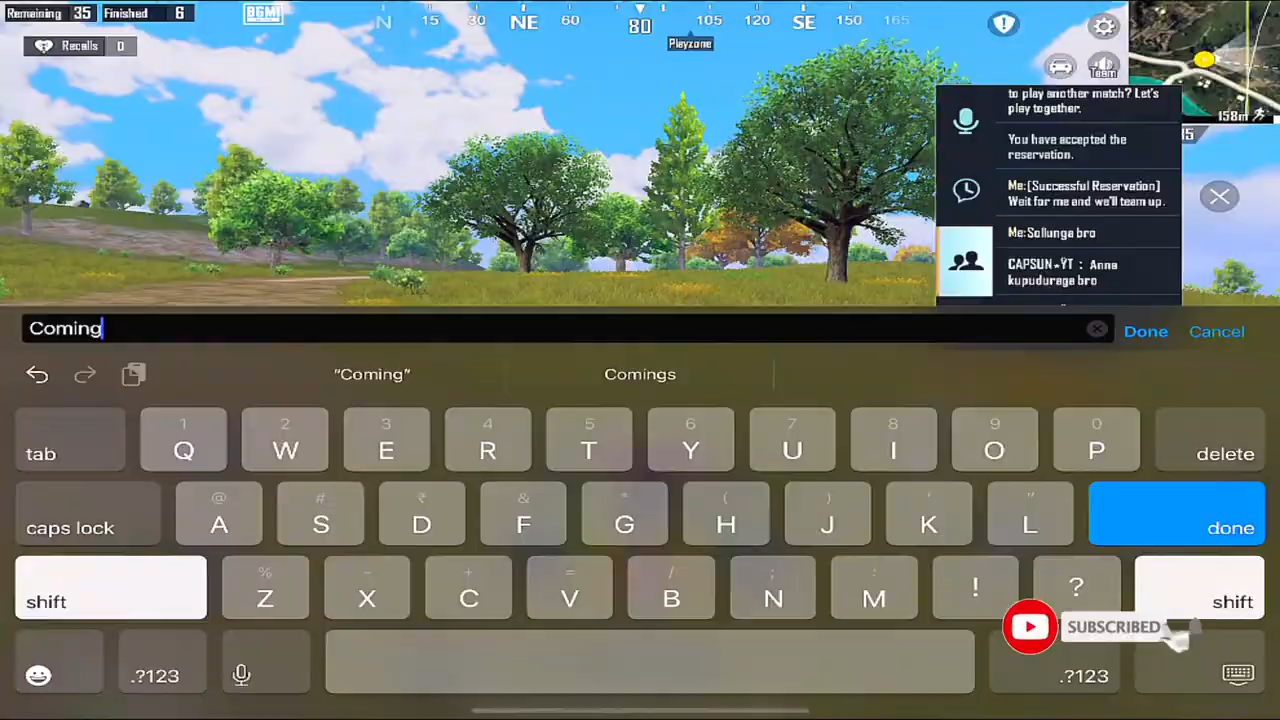 Remaining 35 Finished 6
BGMI
N 15 30 NE 60 80 105 120 SE 150 165
Playzone
Recalls 0
Team
158m
to play another match? Let's
play together.
You have accepted the
reservation.
Me:[Successful Reservation]
Wait for me and we'll team up.
Me:Sollunga bro
CAPSUN YT : Anna
kupuduraga bro
Coming
Done Cancel
"Coming" Comings
tab 1 Q 2 W 3 E 4 R 5 T 6 Y 7 U 8 I 9 O 0 P delete
caps lock @ A # S ₹ D & F * G ( H ) J ' K " L done
shift % Z - X + C = V / B ; N : M ! ? shift
SUBSCRIBED
.?123 .?123